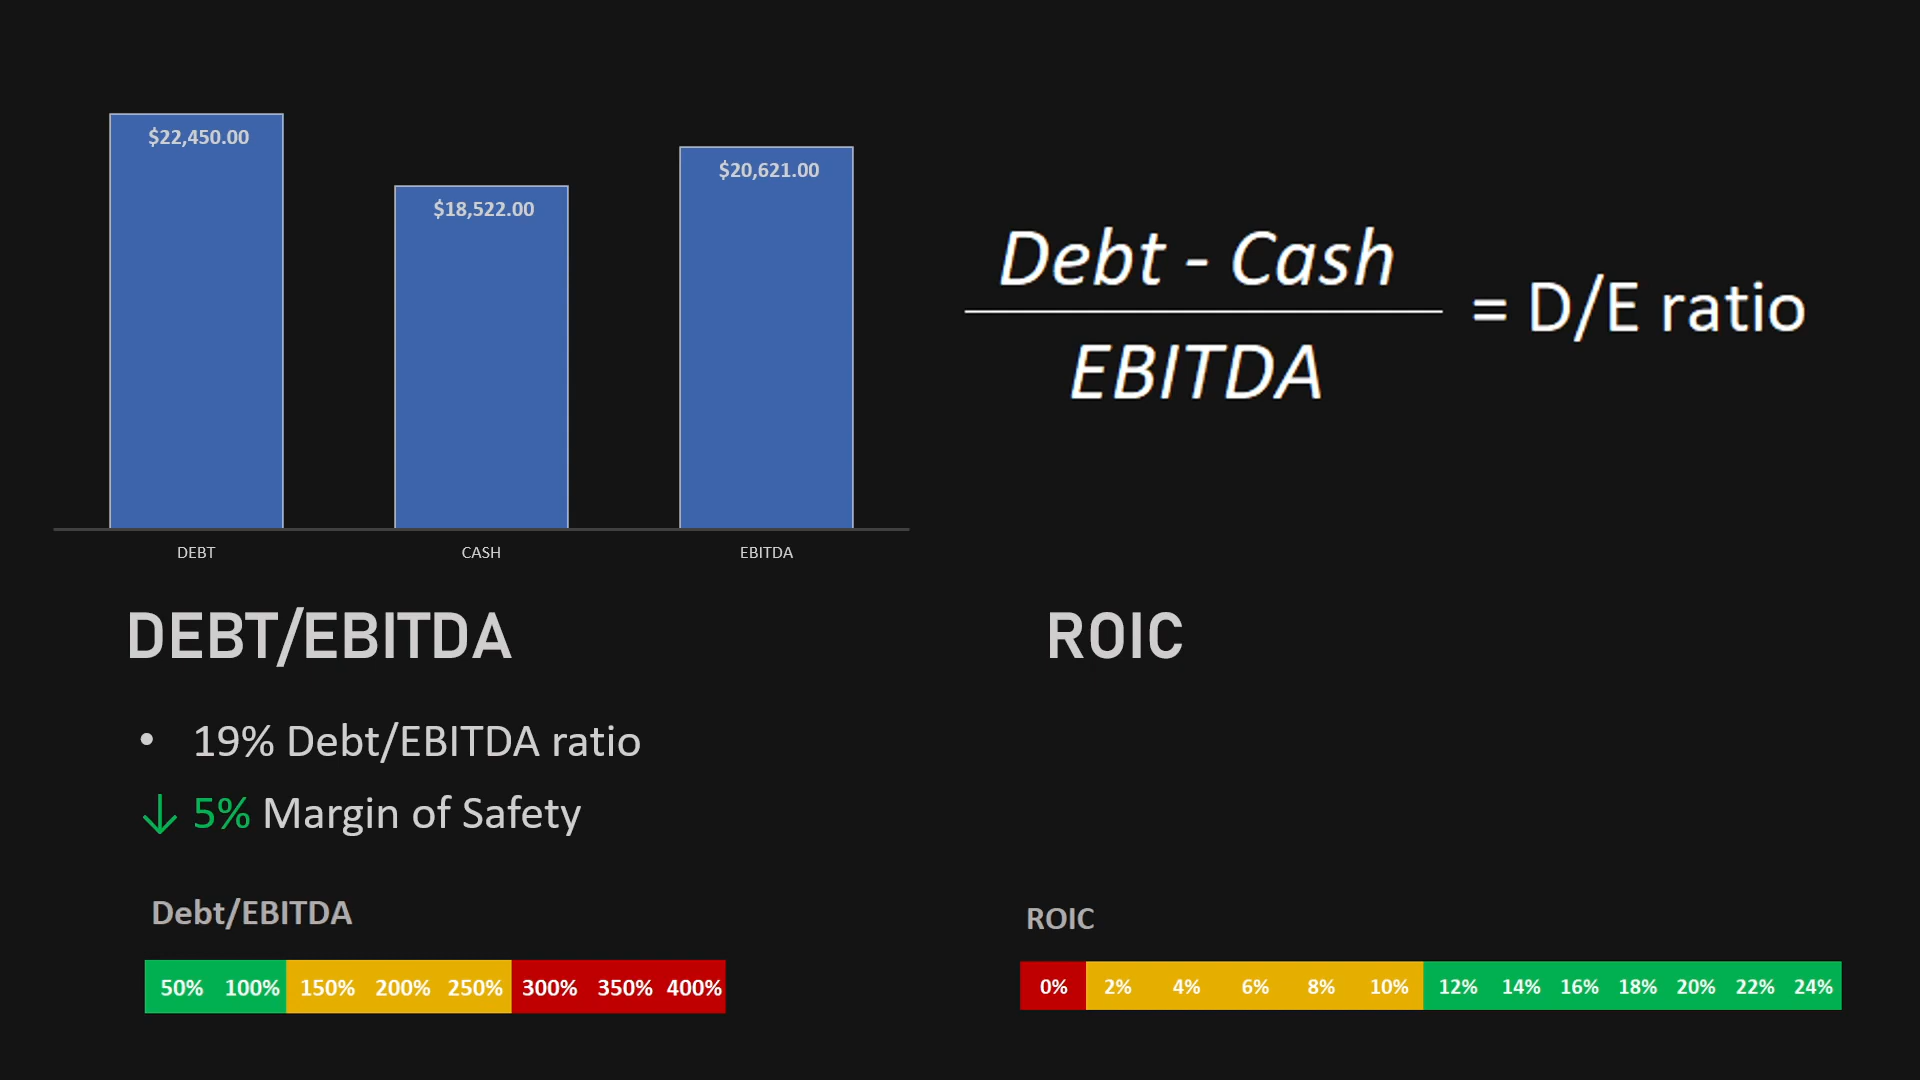 $22,450.00
$18,522.00
$20,621.00
DEBT
CASH
EBITDA
Debt - Cash
EBITDA
= D/E ratio
DEBT/EBITDA
• 19% Debt/EBITDA ratio
↓ 5% Margin of Safety
Debt/EBITDA
50% 100% 150% 200% 250% 300% 350% 400%
ROIC
ROIC
0% 2% 4% 6% 8% 10% 12% 14% 16% 18% 20% 22% 24%